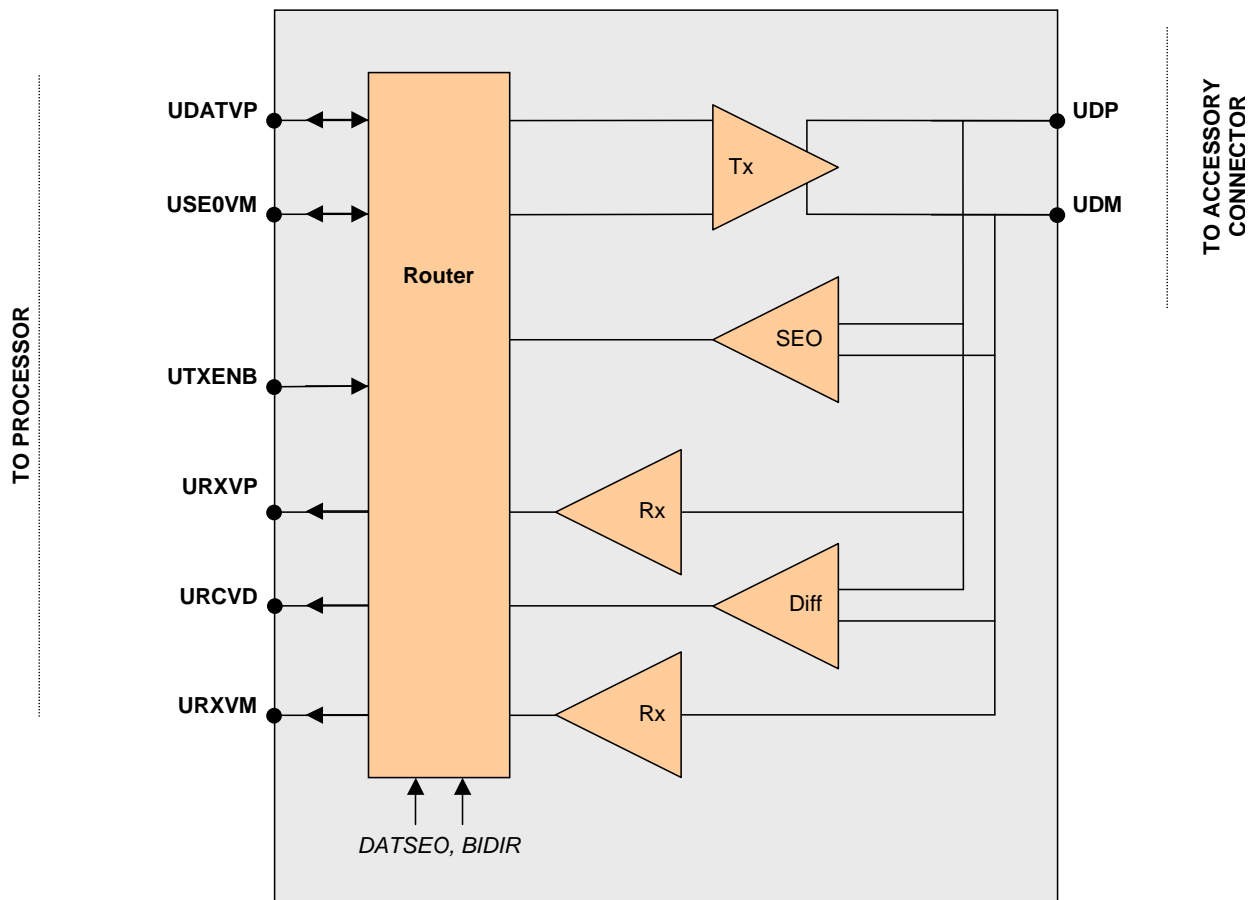 TO PROCESSOR
UDATVP
USE0VM
UTXENB
URXVP
URCVD
URXVM
Router
Tx
SEO
Rx
Diff
Rx
DATSEO, BIDIR
UDP
UDM
TO ACCESSORY
CONNECTOR